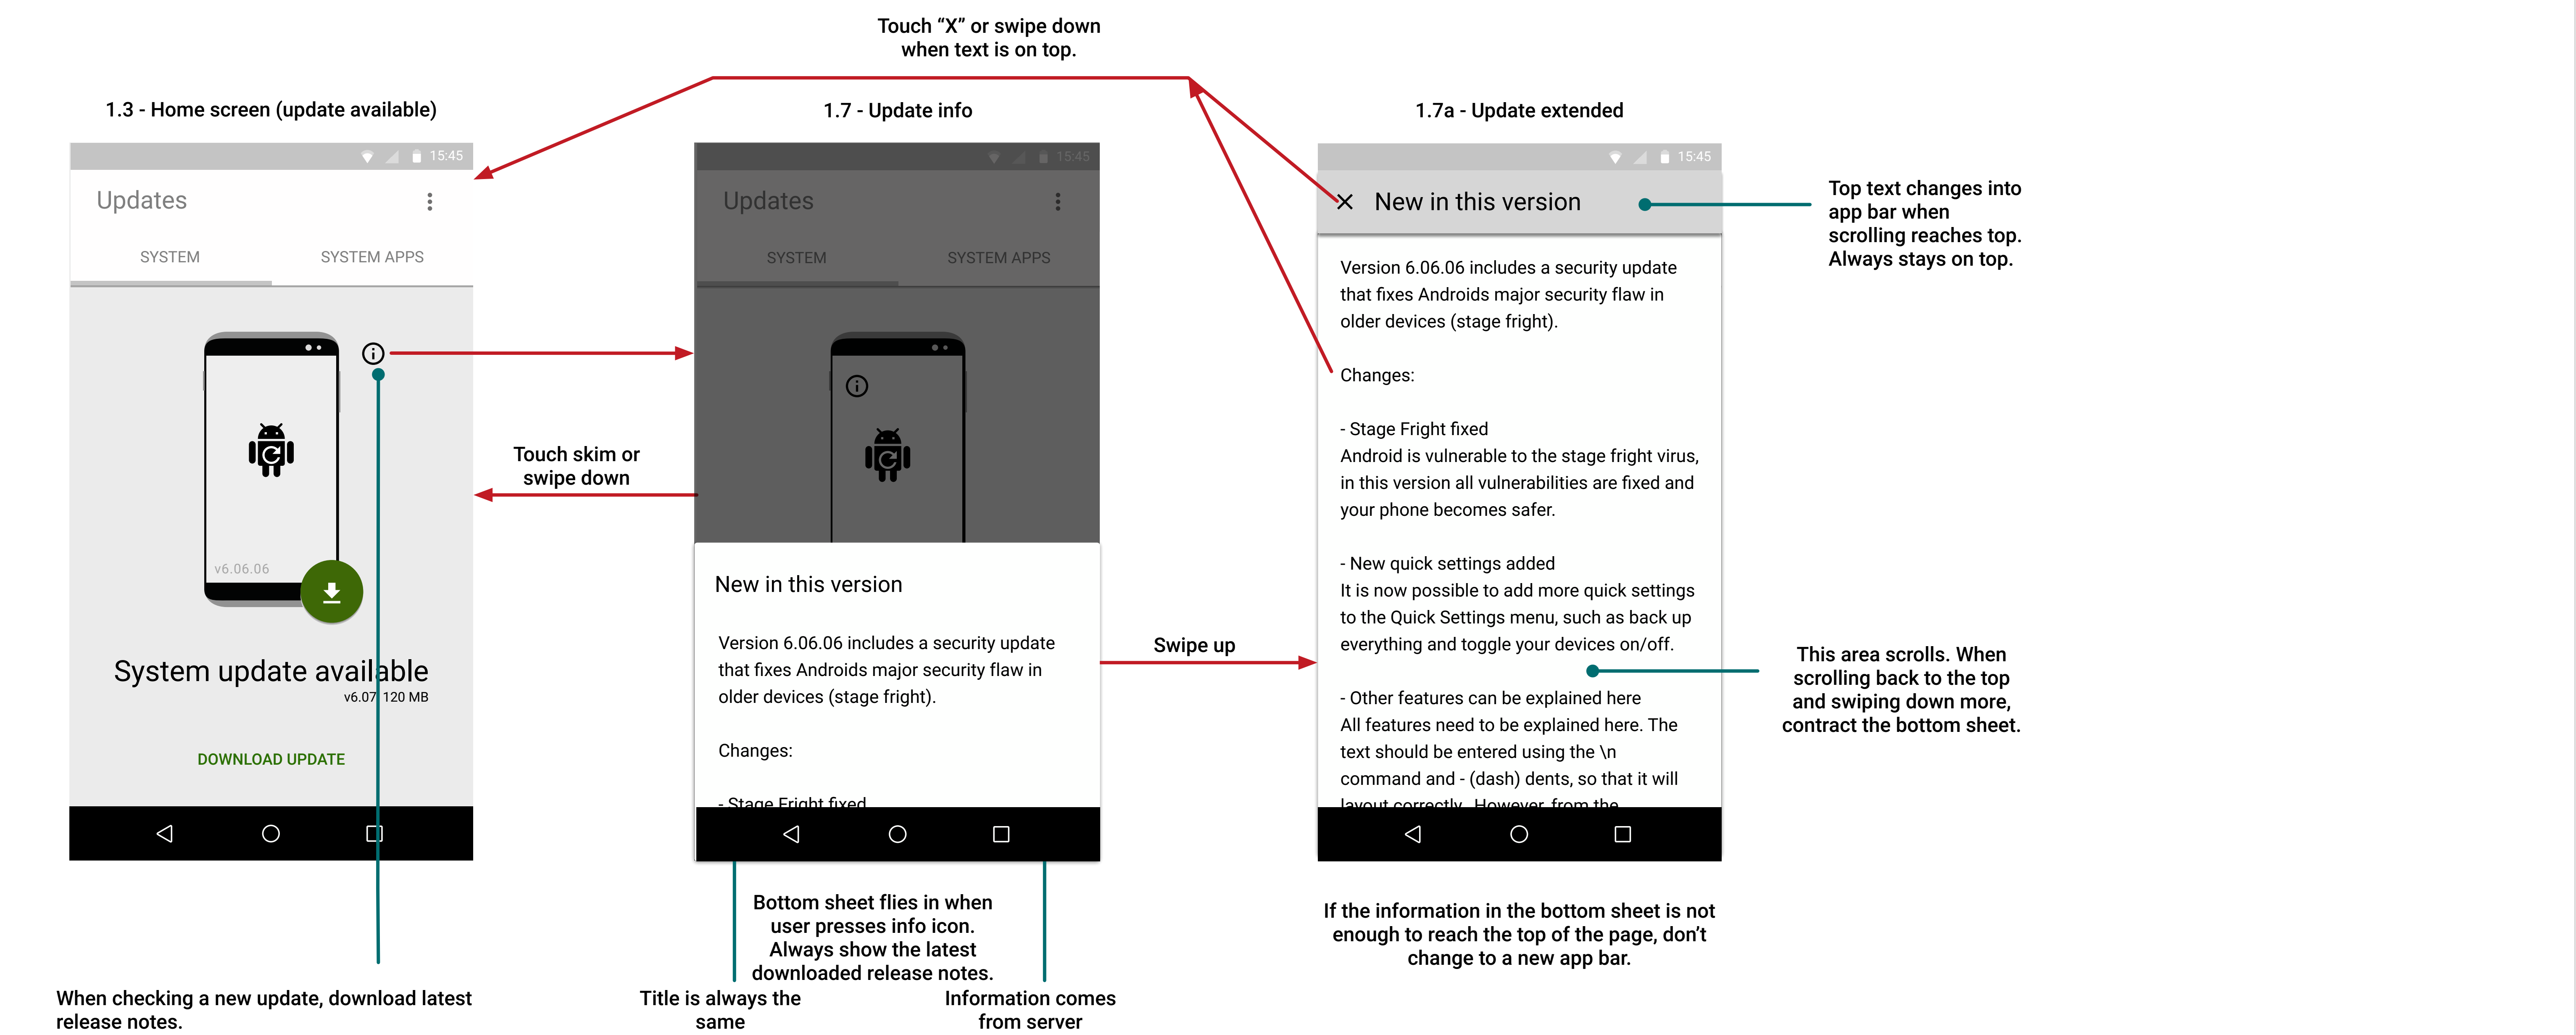 Touch “X” or swipe down
when text is on top.
1.3 - Home screen (update available)
15:45
Updates
SYSTEM
SYSTEM APPS
v6.06.06
System update available
v6.07 120 MB
DOWNLOAD UPDATE
When checking a new update, download latest
release notes.
Touch skim or
swipe down
1.7 - Update info
15:45
Updates
SYSTEM
SYSTEM APPS
New in this version
Version 6.06.06 includes a security update
that fixes Androids major security flaw in
older devices (stage fright).
Changes:
- Stage Fright fixed
Bottom sheet flies in when
user presses info icon.
Always show the latest
downloaded release notes.
Title is always the
same
Information comes
from server
Swipe up
1.7a - Update extended
15:45
New in this version
Version 6.06.06 includes a security update
that fixes Androids major security flaw in
older devices (stage fright).
Changes:
- Stage Fright fixed
Android is vulnerable to the stage fright virus,
in this version all vulnerabilities are fixed and
your phone becomes safer.
- New quick settings added
It is now possible to add more quick settings
to the Quick Settings menu, such as back up
everything and toggle your devices on/off.
- Other features can be explained here
All features need to be explained here. The
text should be entered using the \n
command and - (dash) dents, so that it will
layout correctly. However, from the
If the information in the bottom sheet is not
enough to reach the top of the page, don’t
change to a new app bar.
Top text changes into
app bar when
scrolling reaches top.
Always stays on top.
This area scrolls. When
scrolling back to the top
and swiping down more,
contract the bottom sheet.